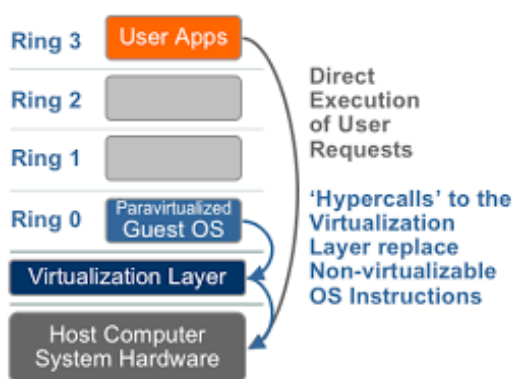 Ring 3
User Apps
Ring 2
Ring 1
Ring 0
Paravirtualized
Guest OS
Virtualization Layer
Host Computer
System Hardware
Direct
Execution
of User
Requests
‘Hypercalls’ to the
Virtualization
Layer replace
Non-virtualizable
OS Instructions